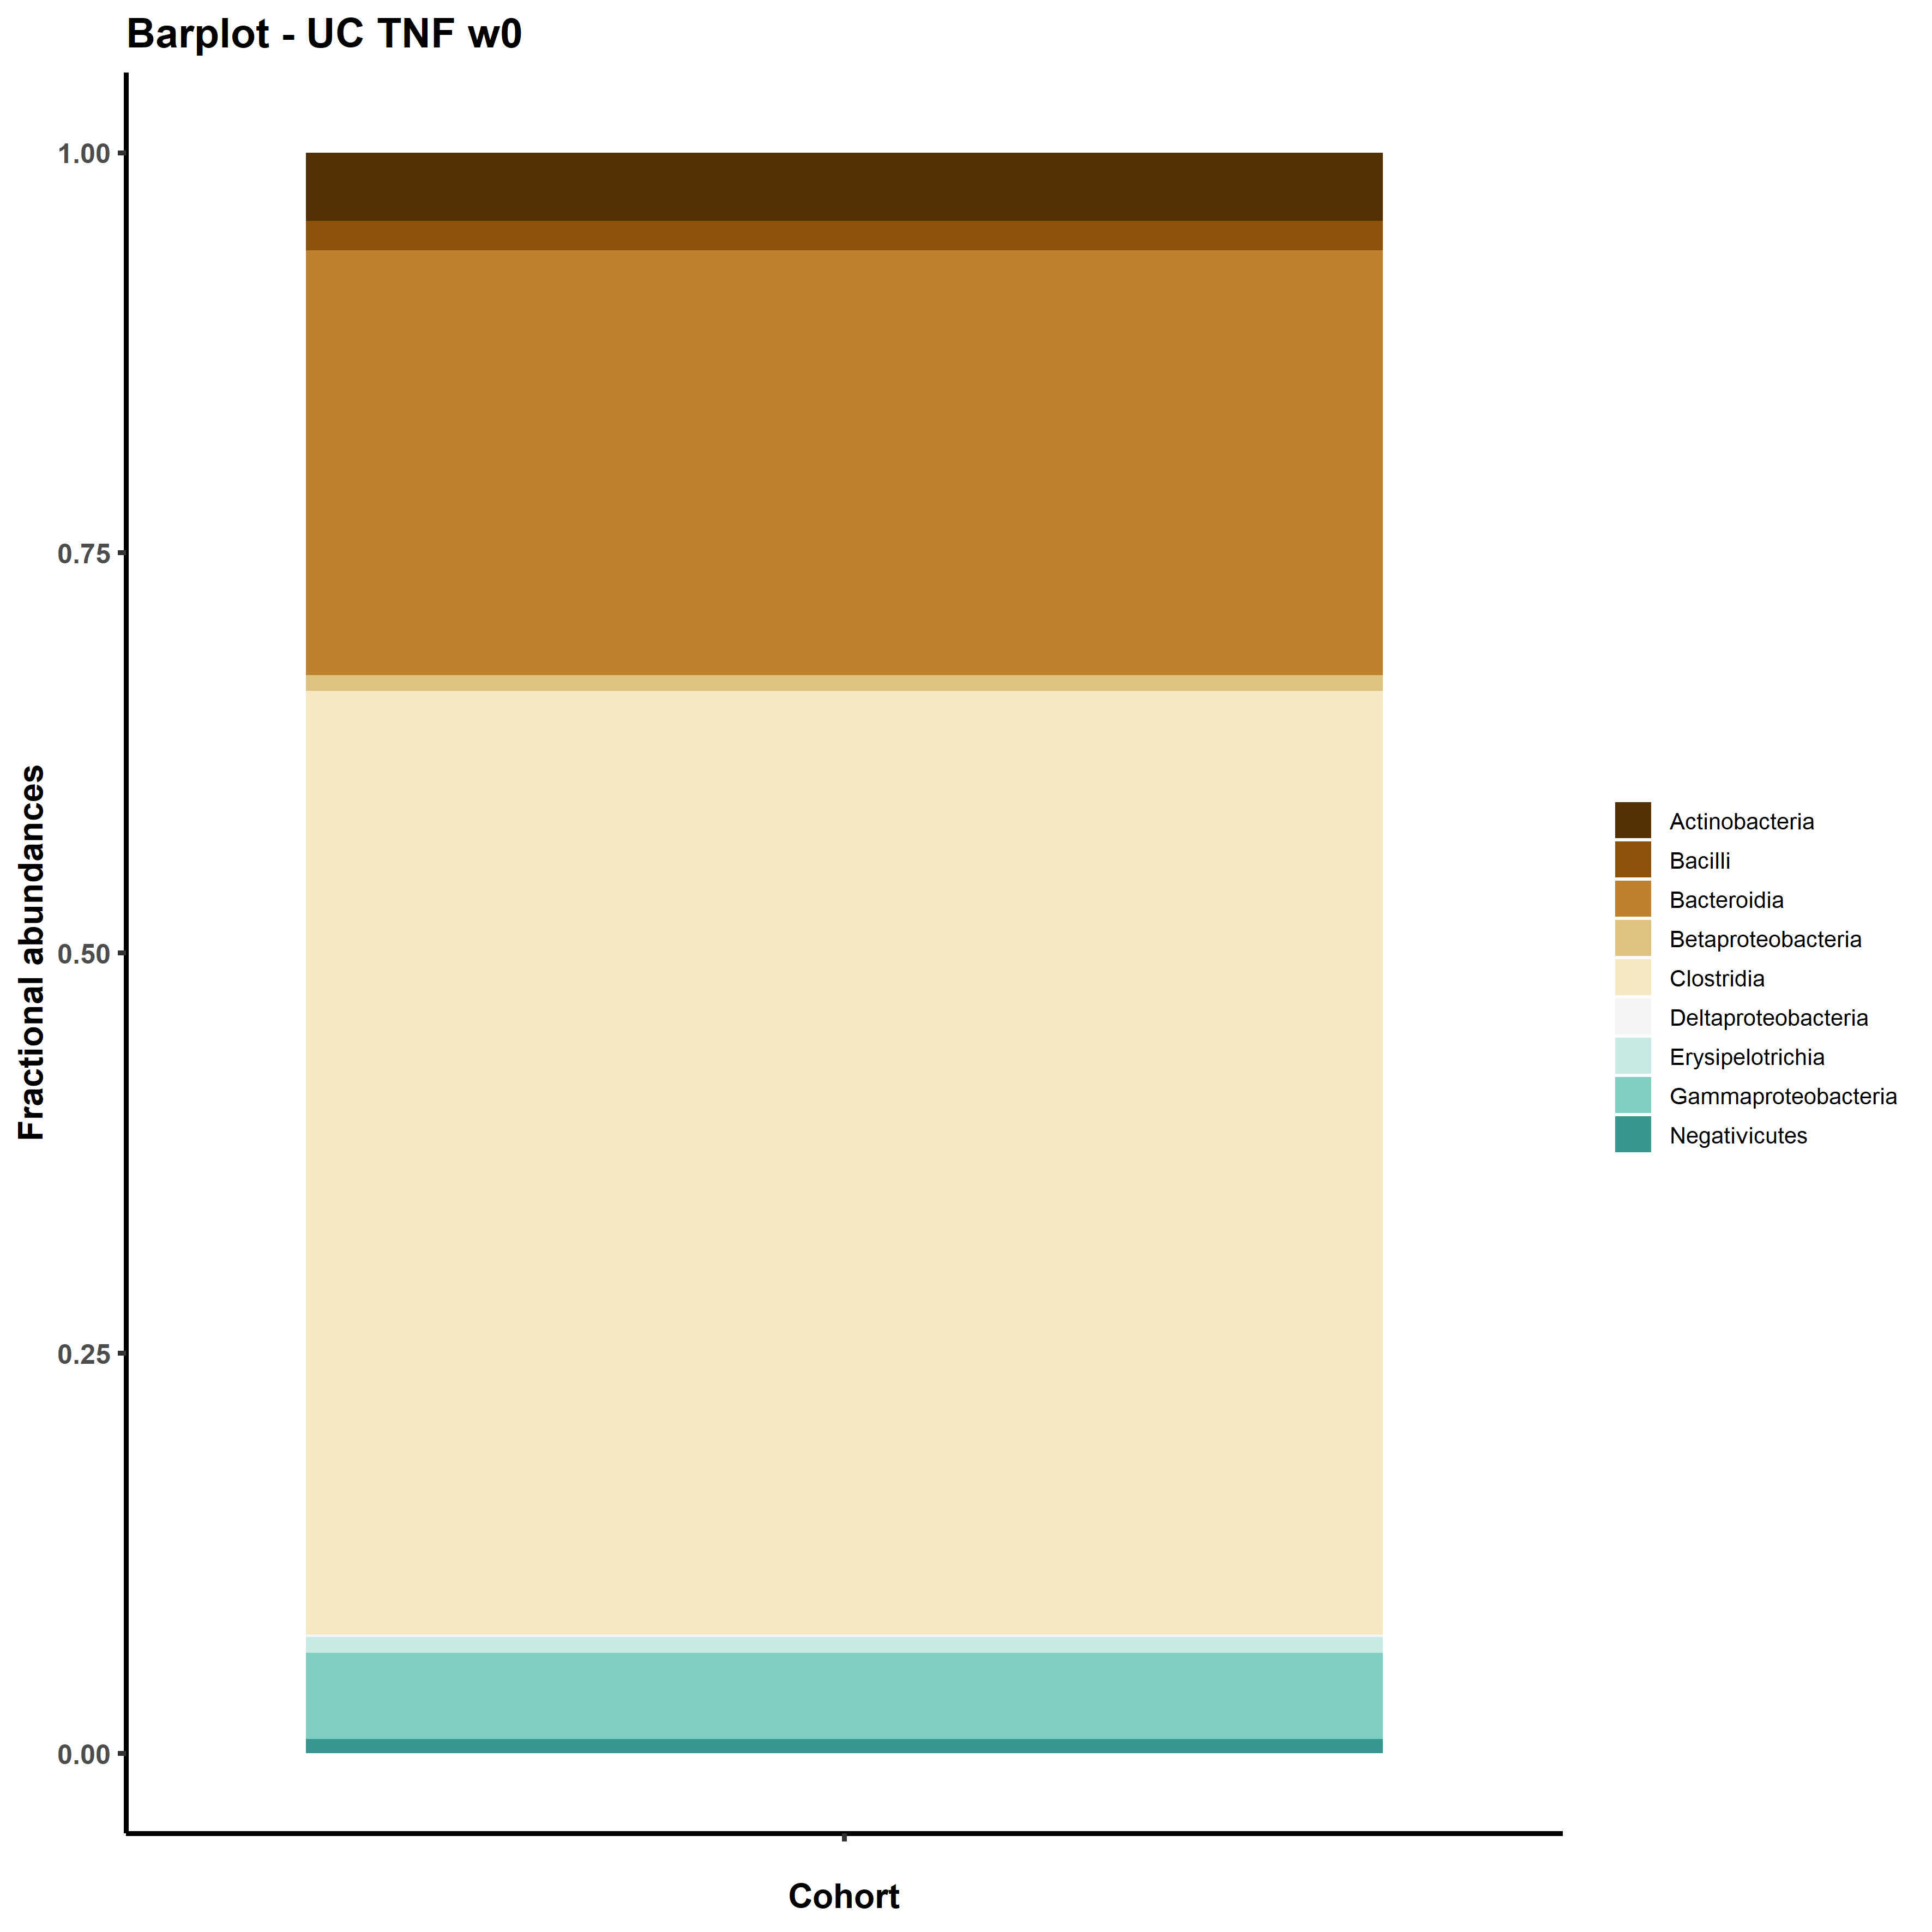 Barplot - UC TNF w0
1.00
0.75
0.50
0.25
0.00
Fractional abundances
Cohort
Actinobacteria
Bacilli
Bacteroidia
Betaproteobacteria
Clostridia
Deltaproteobacteria
Erysipelotrichia
Gammaproteobacteria
Negativicutes